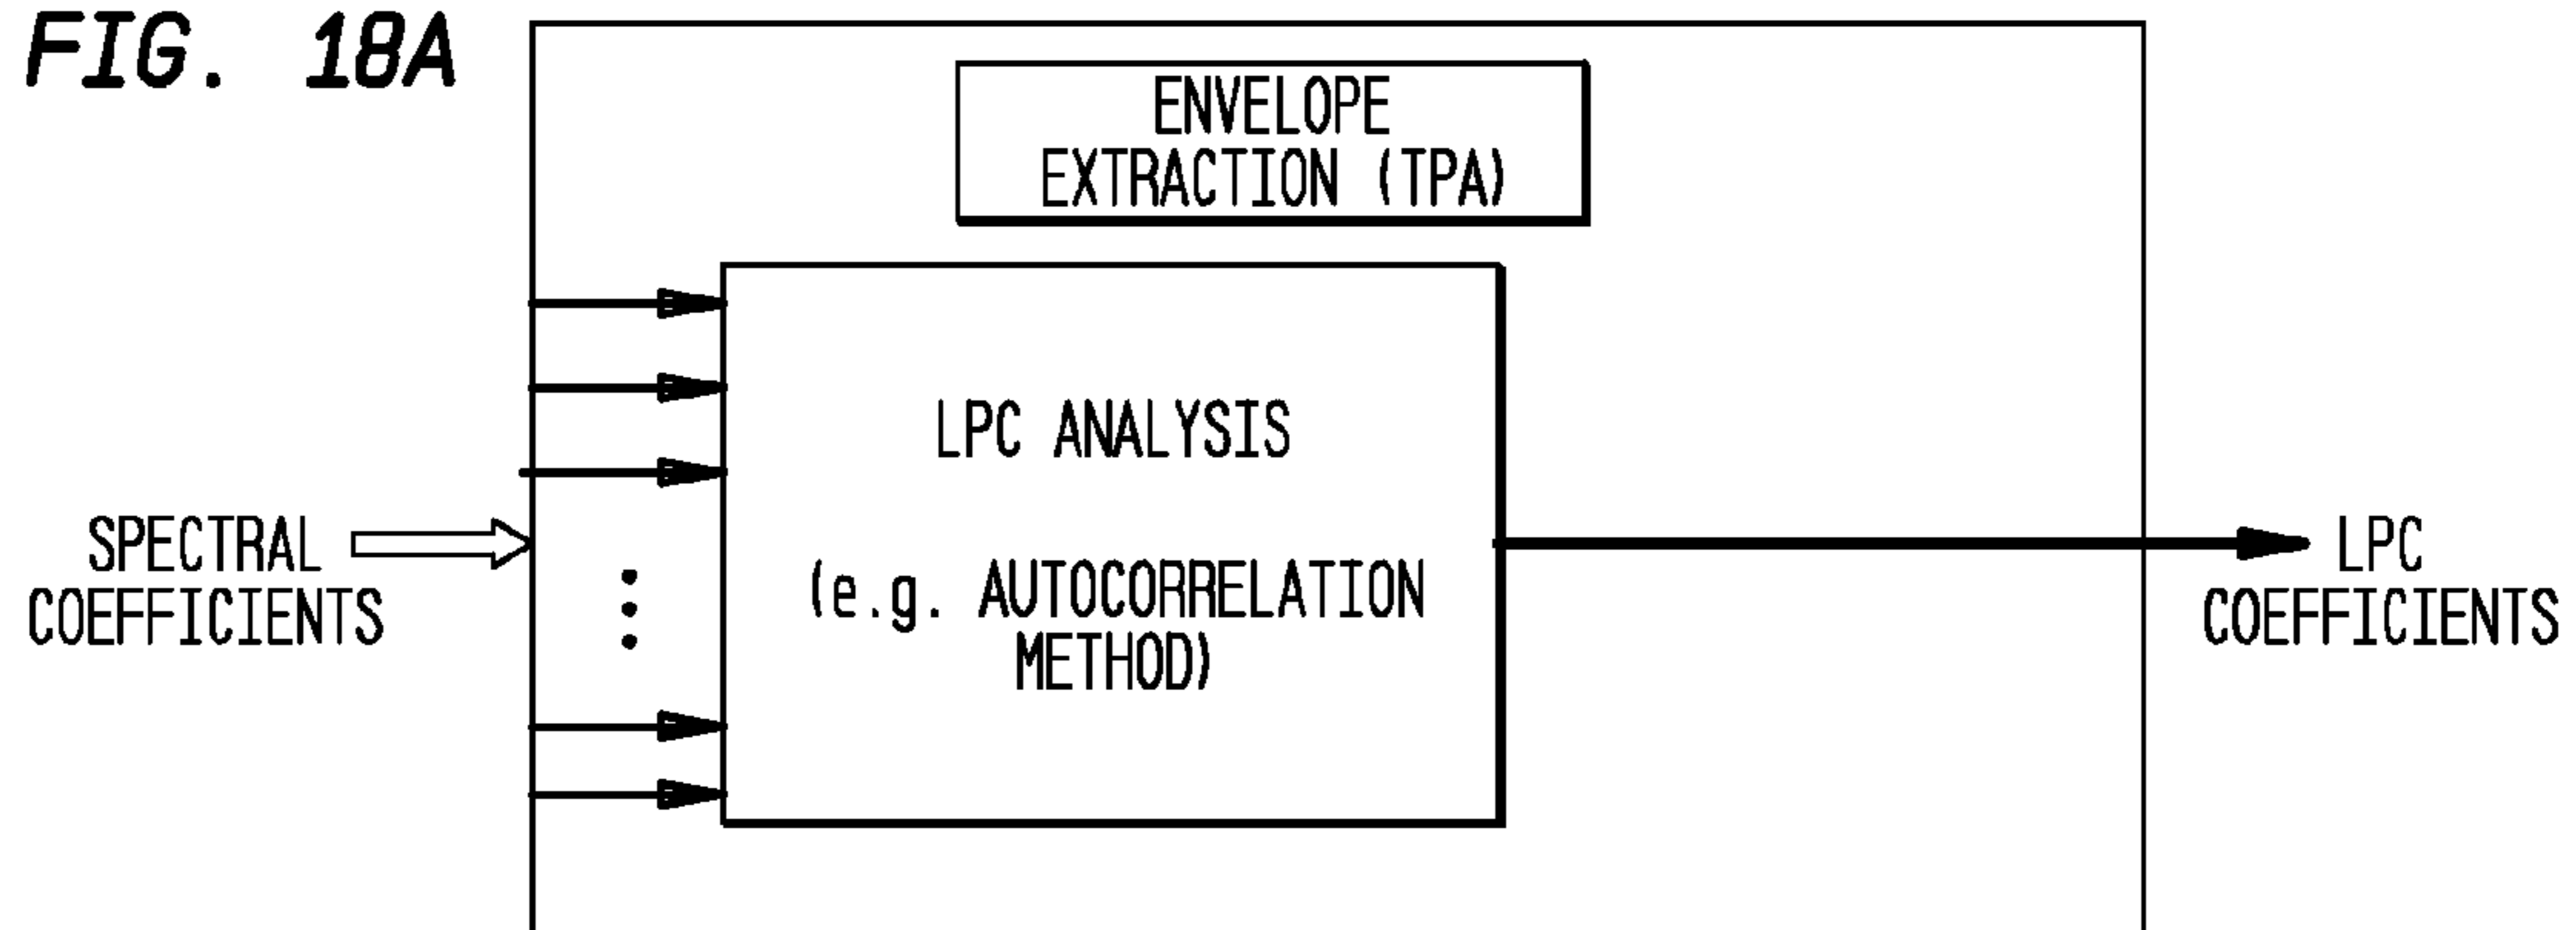 FIG. 18A
ENVELOPE
EXTRACTION (TPA)
LPC ANALYSIS
(e.g. AUTOCORRELATION
METHOD)
SPECTRAL
COEFFICIENTS
LPC
COEFFICIENTS